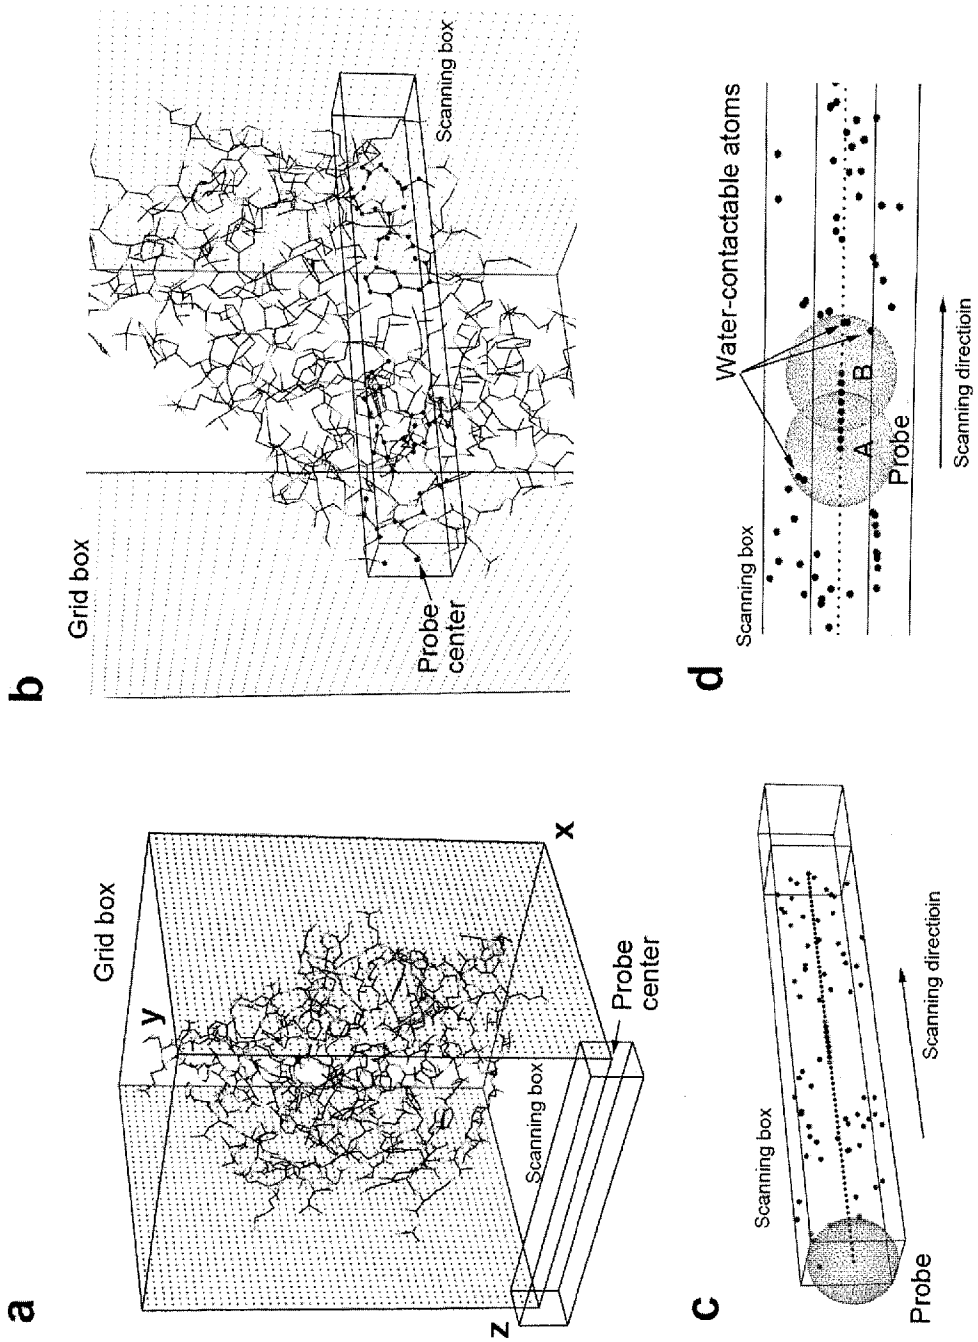 a
Grid box
y
x
z
Scanning box
Probe
center
b
Grid box
Scanning box
Probe
center
c
Scanning box
Probe
Scanning directioin
d
Scanning box
Water-contactable atoms
A
B
Probe
Scanning directioin